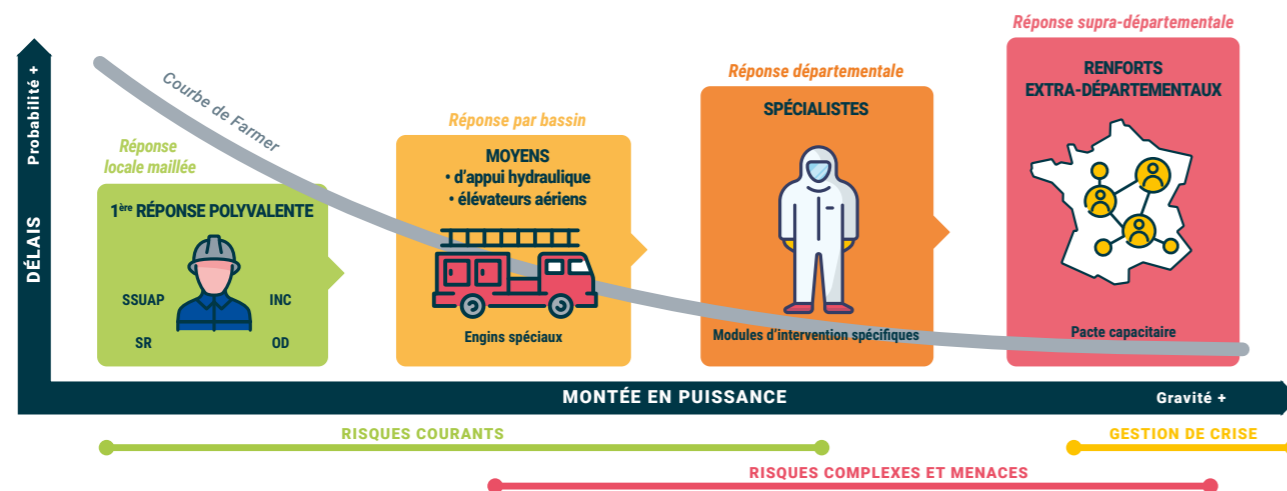 Réponse supra-départementale
Probabilité +
DÉLAIS
Courbe de Farmer
Réponse
locale maillée
1ère RÉPONSE POLYVALENTE
SSUAP
INC
SR
OD
Réponse par bassin
MOYENS
• d'appui hydraulique
• élévateurs aériens
Engins spéciaux
Réponse départementale
SPÉCIALISTES
Modules d'intervention spécifiques
RENFORTS
EXTRA-DÉPARTEMENTAUX
Pacte capacitaire
MONTÉE EN PUISSANCE
Gravité +
RISQUES COURANTS
GESTION DE CRISE
RISQUES COMPLEXES ET MENACES